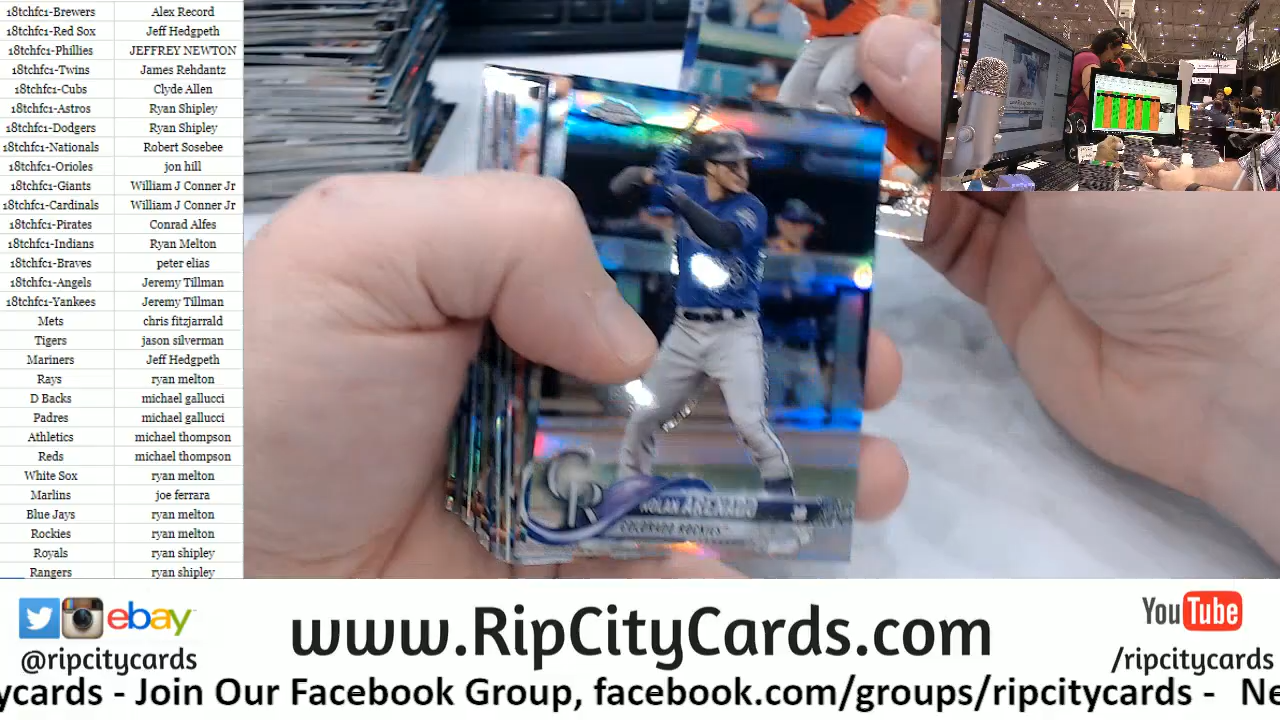 18tchfc1-Brewers Alex Record
18tchfc1-Red Sox Jeff Hedgpeth
18tchfc1-Phillies JEFFREY NEWTON
18tchfc1-Twins James Rehdantz
18tchfc1-Cubs Clyde Allen
18tchfc1-Astros Ryan Shipley
18tchfc1-Dodgers Ryan Shipley
18tchfc1-Nationals Robert Sosebee
18tchfc1-Orioles jon hill
18tchfc1-Giants William J Conner Jr
18tchfc1-Cardinals William J Conner Jr
18tchfc1-Pirates Conrad Alfes
18tchfc1-Indians Ryan Melton
18tchfc1-Braves peter elias
18tchfc1-Angels Jeremy Tillman
18tchfc1-Yankees Jeremy Tillman
Mets chris fitzjarrald
Tigers jason silverman
Mariners Jeff Hedgpeth
Rays ryan melton
D Backs michael gallucci
Padres michael gallucci
Athletics michael thompson
Reds michael thompson
White Sox ryan melton
Marlins joe ferrara
Blue Jays ryan melton
Rockies ryan melton
Royals ryan shipley
Rangers ryan shipley
NOLAN ARENADO
COLORADO ROCKIES
ebay
@ripcitycards
www.RipCityCards.com
YouTube
/ripcitycards
ycards - Join Our Facebook Group, facebook.com/groups/ripcitycards - Ne